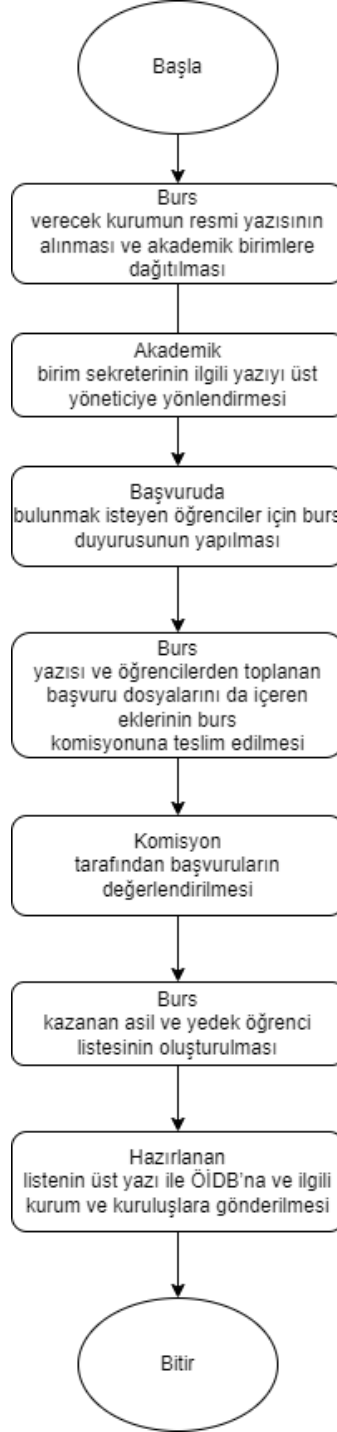 Başla
Burs
verecek kurumun resmi yazısının
alınması ve akademik birimlere
dağıtılması
Akademik
birim sekreterinin ilgili yazıyı üst
yöneticiye yönlendirmesi
Başvuruda
bulunmak isteyen öğrenciler için burs
duyurusunun yapılması
Burs
yazısı ve öğrencilerden toplanan
başvuru dosyalarını da içeren
eklerinin burs
komisyonuna teslim edilmesi
Komisyon
tarafından başvuruların
değerlendirilmesi
Burs
kazanan asil ve yedek öğrenci
listesinin oluşturulması
Hazırlanan
listenin üst yazı ile ÖİDB'na ve ilgili
kurum ve kuruluşlara gönderilmesi
Bitir